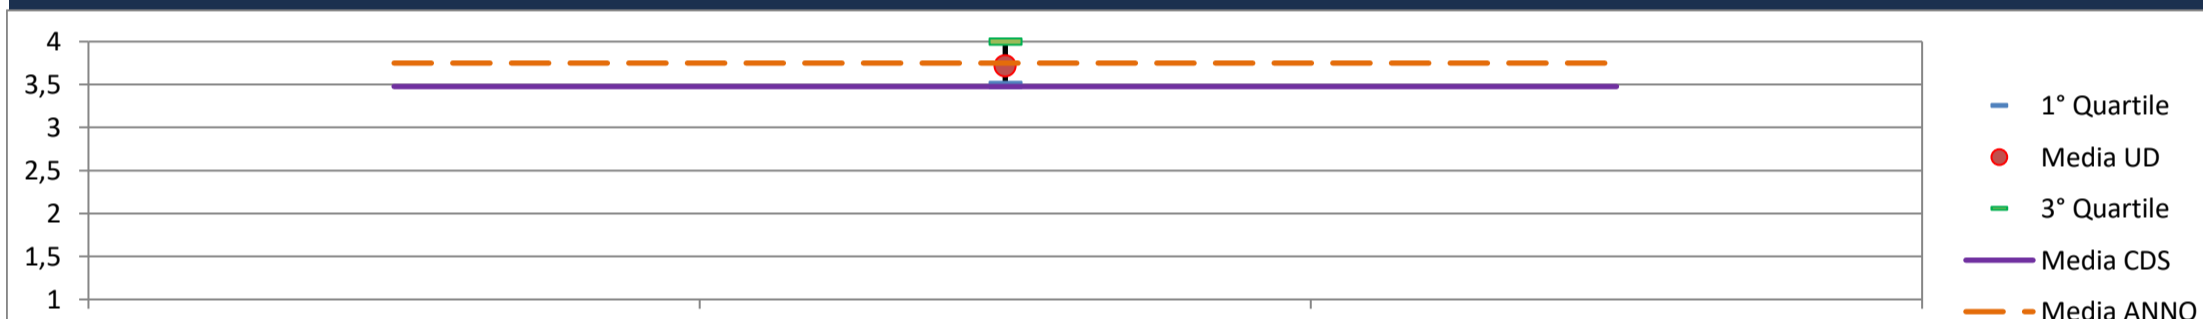 4
3,5
3
2,5
2
1,5
1
1° Quartile
Media UD
3° Quartile
Media CDS
Media ANNO